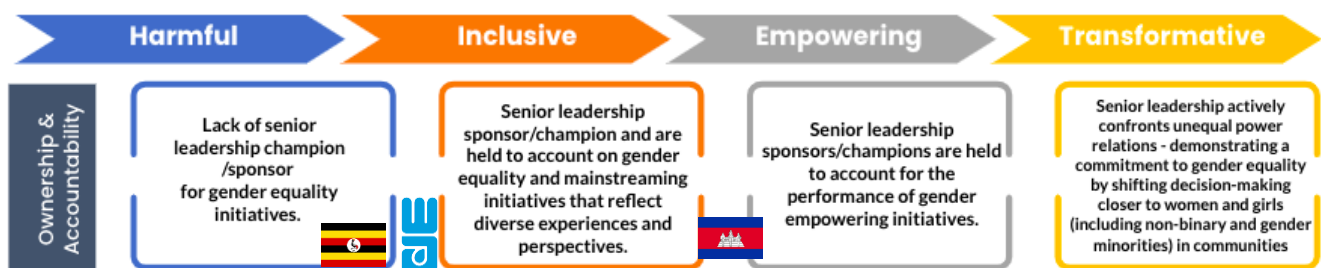 Harmful
Inclusive
Empowering
Transformative
Ownership &
Accountability
Lack of senior
leadership champion
/sponsor
for gender equality
initiatives.
Senior leadership
sponsor/champion and are
held to account on gender
equality and mainstreaming
initiatives that reflect
diverse experiences and
perspectives.
Senior leadership
sponsors/champions are held
to account for the
performance of gender
empowering initiatives.
Senior leadership actively
confronts unequal power
relations - demonstrating a
commitment to gender equality
by shifting decision-making
closer to women and girls
(including non-binary and gender
minorities) in communities